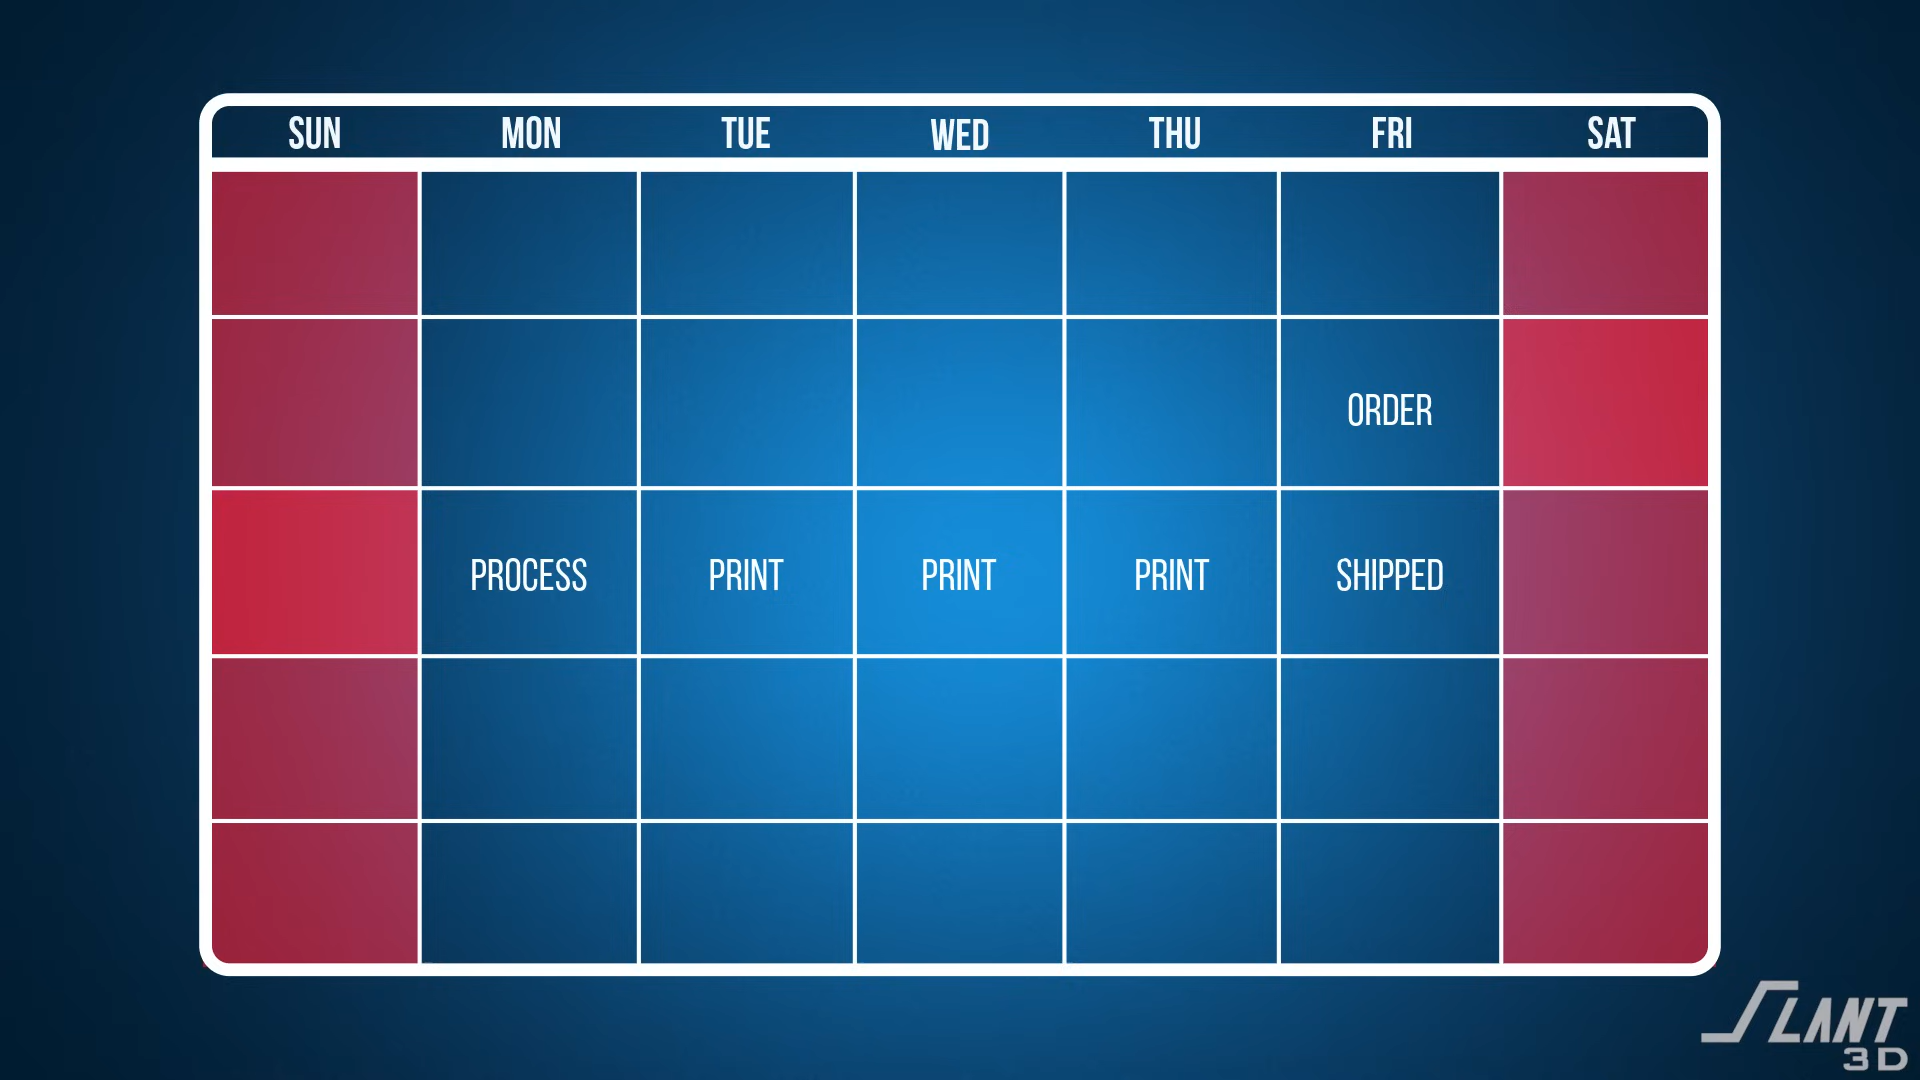 SUN MON TUE WED THU FRI SAT
ORDER
PROCESS PRINT PRINT PRINT SHIPPED
SLANT
3D